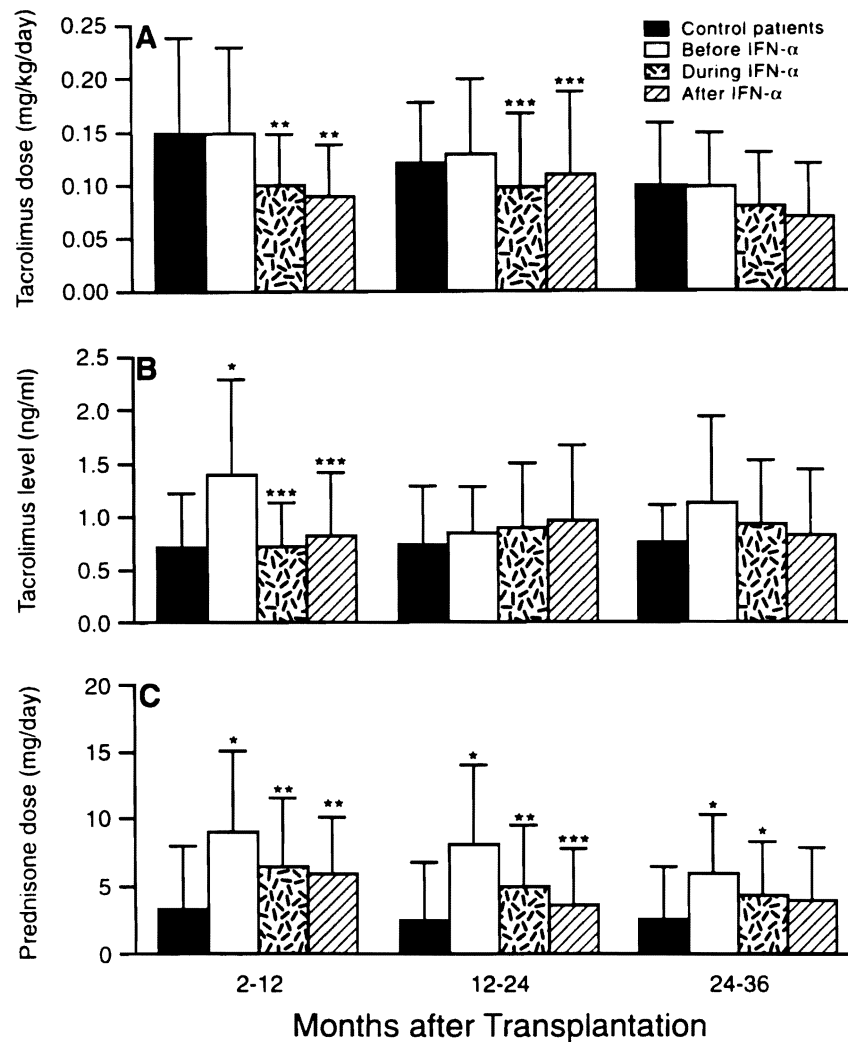 A
Tacrolimus dose (mg/kg/day)
0.25
0.20
0.15
0.10
0.05
0.00
Control patients
Before IFN-α
During IFN-α
After IFN-α
** **
*** ***
B
Tacrolimus level (ng/ml)
2.5
2.0
1.5
1.0
0.5
0.0
*
*** ***
C
Prednisone dose (mg/day)
20
15
10
5
0
*
** **
*
**
***
*
*
2-12 12-24 24-36
Months after Transplantation